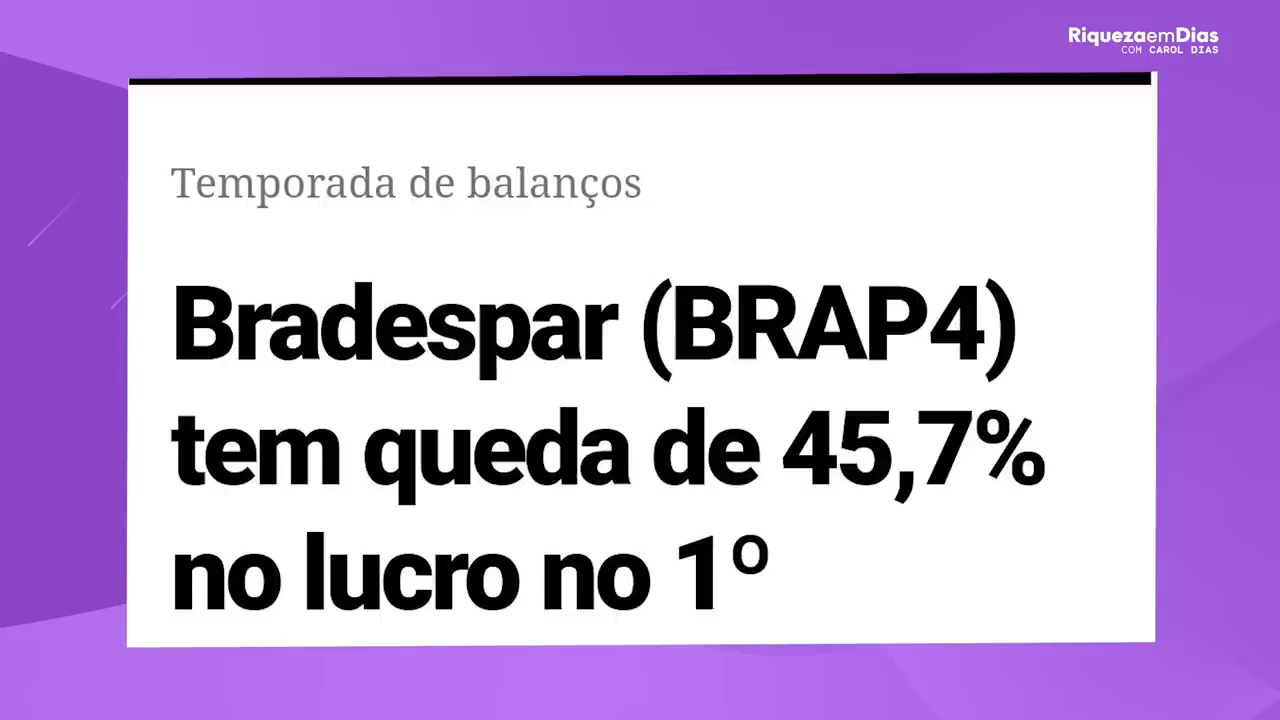 RiquezaemDias
COM CAROL DIAS
Temporada de balanços
Bradespar (BRAP4)
tem queda de 45,7%
no lucro no 1º